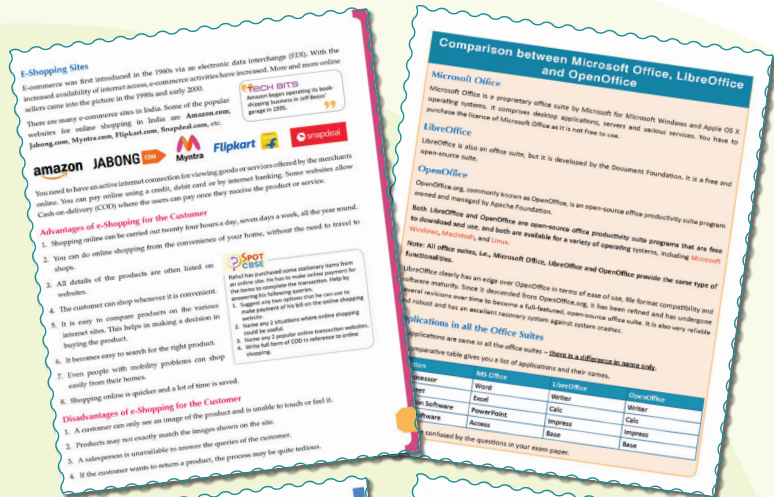 E-Shopping Sites
E-commerce was first introduced in the 1960s via an electronic data interchange (EDI). With the
increased availability of internet access, e-commerce activities have increased. More and more online
sellers came into the picture in the 1990s and early 2000.
There are many e-commerce sites in India. Some of the popular
websites for online shopping in India are Amazon.com,
Jabong.com, Myntra.com, Flipkart.com, Snapdeal.com, etc.
TECH BITS
Amazon began operating its book-
shipping business in Jeff Bezos'
garage in 1995.
amazon JABONG.COM Myntra Flipkart snapdeal
You need to have an active internet connection for viewing goods or services offered by the merchants
online. You can pay online using a credit, debit card or by internet banking. Some websites allow
Cash-on-delivery (COD) where the users can pay once they receive the product or service.
Advantages of e-Shopping for the Customer
1. Shopping online can be carried out twenty four hours a day, seven days a week, all the year round.
2. You can do online shopping from the convenience of your home, without the need to travel to
shops.
3. All details of the products are often listed on
websites.
4. The customer can shop whenever it is convenient.
5. It is easy to compare products on the various
internet sites. This helps in making a decision in
buying the product.
6. It becomes easy to search for the right product.
7. Even people with mobility problems can shop
easily from their homes.
8. Shopping online is quicker and a lot of time is saved.
SPOT
CBSE
Rahul has purchased some stationary items from
an online site. He has to make online payment for
the items to complete the transaction. Help by
answering his following queries.
1. Suggest any two options that he can use to
make payment of his bill on the online shopping
website.
2. Name any 2 situations where online shopping
could be useful.
3. Name any 2 popular online transaction websites.
4. Write full form of COD in reference to online
shopping.
Disadvantages of e-Shopping for the Customer
1. A customer can only see an image of the product and is unable to touch or feel it.
2. Products may not exactly match the images shown on the site.
3. A salesperson is unavailable to answer the queries of the customer.
4. If the customer wants to return a product, the process may be quite tedious.
Comparison between Microsoft Office, LibreOffice
and OpenOffice
Microsoft Office
Microsoft Office is a proprietary office suite by Microsoft for Microsoft Windows and Apple OS X
operating systems. It comprises desktop applications, servers and various services. You have to
purchase the licence of Microsoft Office as it is not free to use.
LibreOffice
LibreOffice is also an office suite, but it is developed by the Document Foundation. It is a free and
open-source suite.
OpenOffice
OpenOffice.org, commonly known as OpenOffice, is an open-source office productivity suite program
owned and managed by Apache Foundation.
Both LibreOffice and OpenOffice are open-source office productivity suite programs that are free
to download and use, and both are available for a variety of operating systems, including Microsoft
Windows, Macintosh, and Linux.
Note: All office suites, i.e., Microsoft Office, LibreOffice and OpenOffice provide the same type of
functionalities.
LibreOffice clearly has an edge over OpenOffice in terms of ease of use, file format compatibility and
software maturity. Since it descended from OpenOffice.org, it has been refined and has undergone
several revisions over time to become a full-featured, open-source office suite. It is also very reliable
and robust and has an excellent recovery system against system crashes.
Applications in all the Office Suites
applications are same in all the office suites – there is a difference in name only.
comparative table gives you a list of applications and their names.
MS Office LibreOffice OpenOffice
Word Writer Writer
Excel Calc Calc
Software PowerPoint Impress Impress
Access Base Base
confused by the questions in your exam paper.